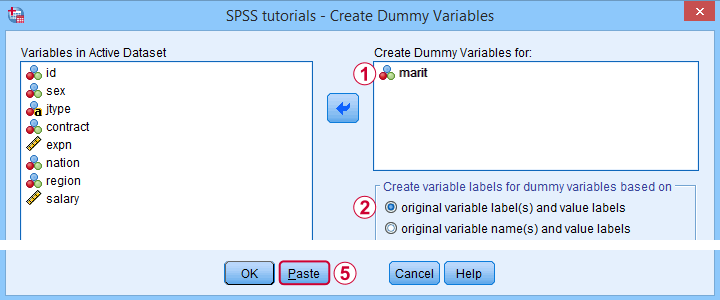 SPSS tutorials - Create Dummy Variables
Variables in Active Dataset
id
sex
jtype
contract
expn
nation
region
salary
Create Dummy Variables for:
1
marit
Create variable labels for dummy variables based on
2
original variable label(s) and value labels
original variable name(s) and value labels
OK
Paste
5
Cancel
Help